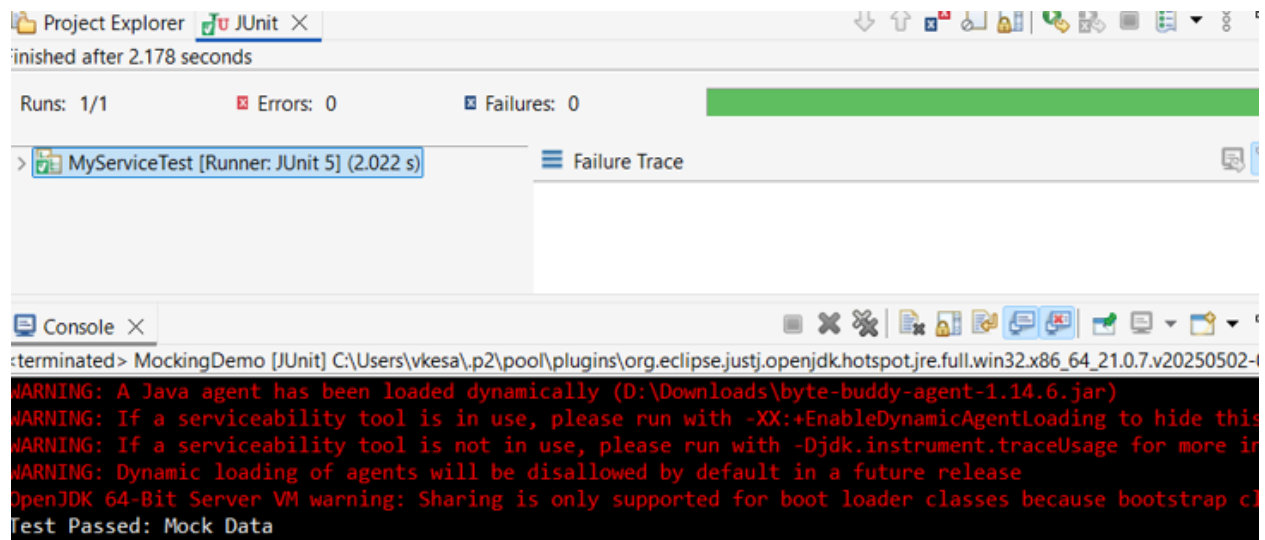 Project Explorer JUnit
inished after 2.178 seconds
Runs: 1/1 Errors: 0 Failures: 0
MyServiceTest [Runner: JUnit 5] (2.022 s)
Failure Trace
Console
<terminated> MockingDemo [JUnit] C:\Users\vkesa\.p2\pool\plugins\org.eclipse.justj.openjdk.hotspot.jre.full.win32.x86_64_21.0.7.v20250502-
WARNING: A Java agent has been loaded dynamically (D:\Downloads\byte-buddy-agent-1.14.6.jar)
WARNING: If a serviceability tool is in use, please run with -XX:+EnableDynamicAgentLoading to hide this
WARNING: If a serviceability tool is not in use, please run with -Djdk.instrument.traceUsage for more in
WARNING: Dynamic loading of agents will be disallowed by default in a future release
OpenJDK 64-Bit Server VM warning: Sharing is only supported for boot loader classes because bootstrap cl
Test Passed: Mock Data